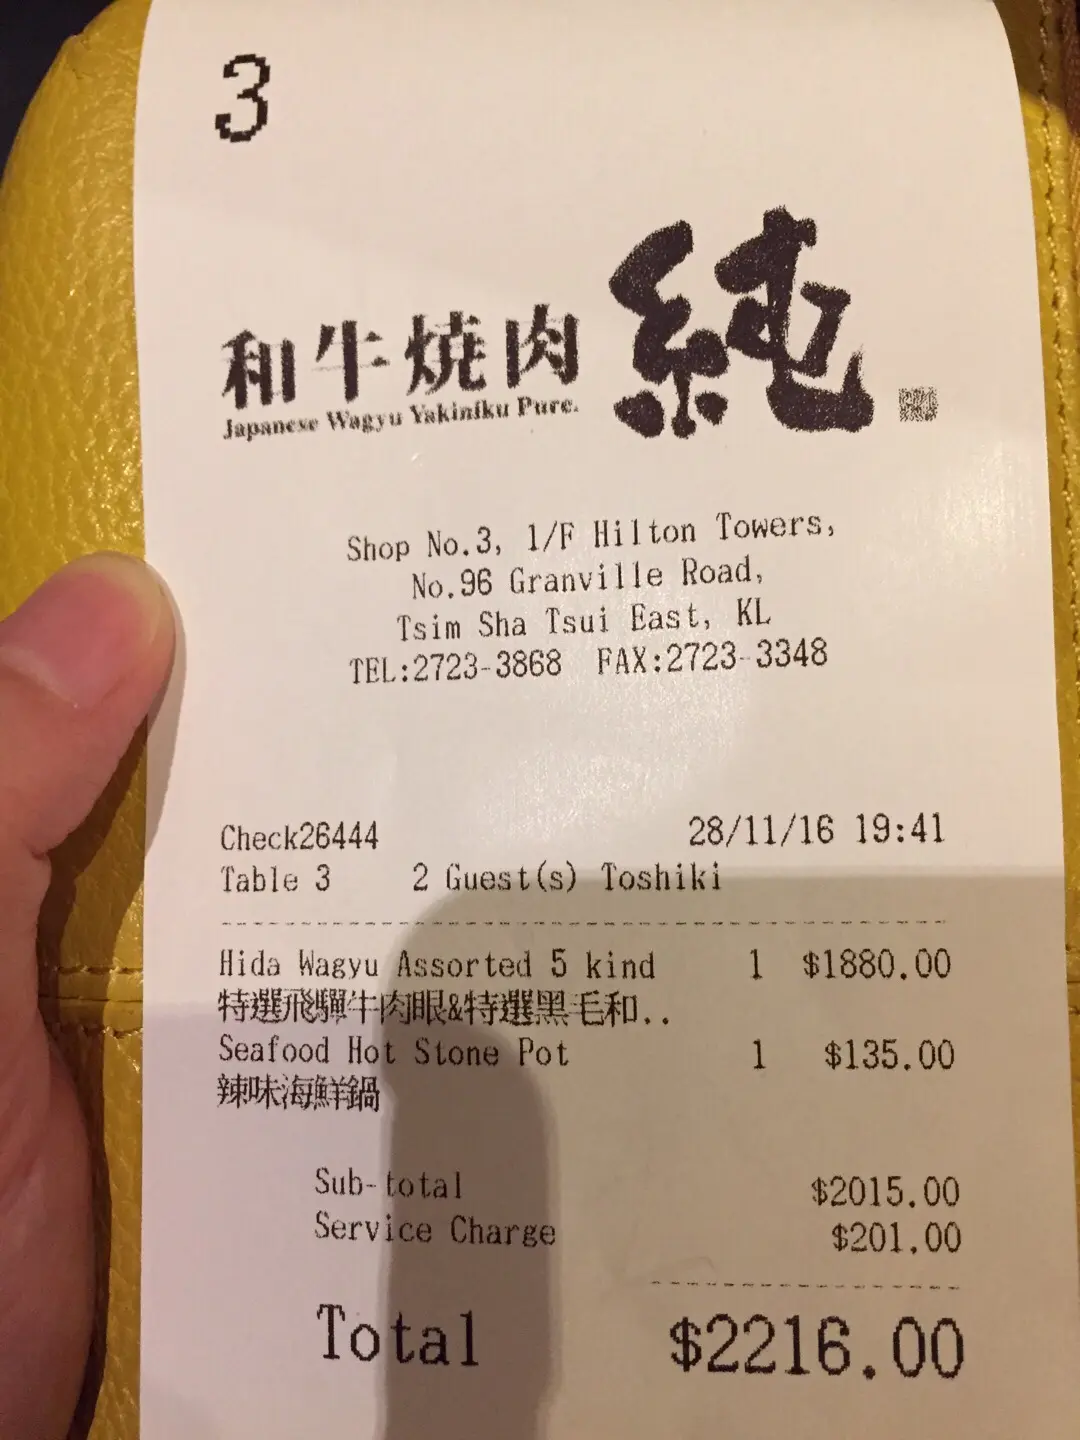 3
和牛焼肉 純
Japanese Wagyu Yakiniku Pure.
Shop No.3, 1/F Hilton Towers,
No.96 Granville Road,
Tsim Sha Tsui East, KL
TEL:2723-3868 FAX:2723-3348
Check26444 28/11/16 19:41
Table 3 2 Guest(s) Toshiki
Hida Wagyu Assorted 5 kind 1 $1880.00
特選飛驒牛肉眼&特選黑毛和..
Seafood Hot Stone Pot 1 $135.00
辣味海鮮鍋
Sub-total $2015.00
Service Charge $201.00
Total $2216.00